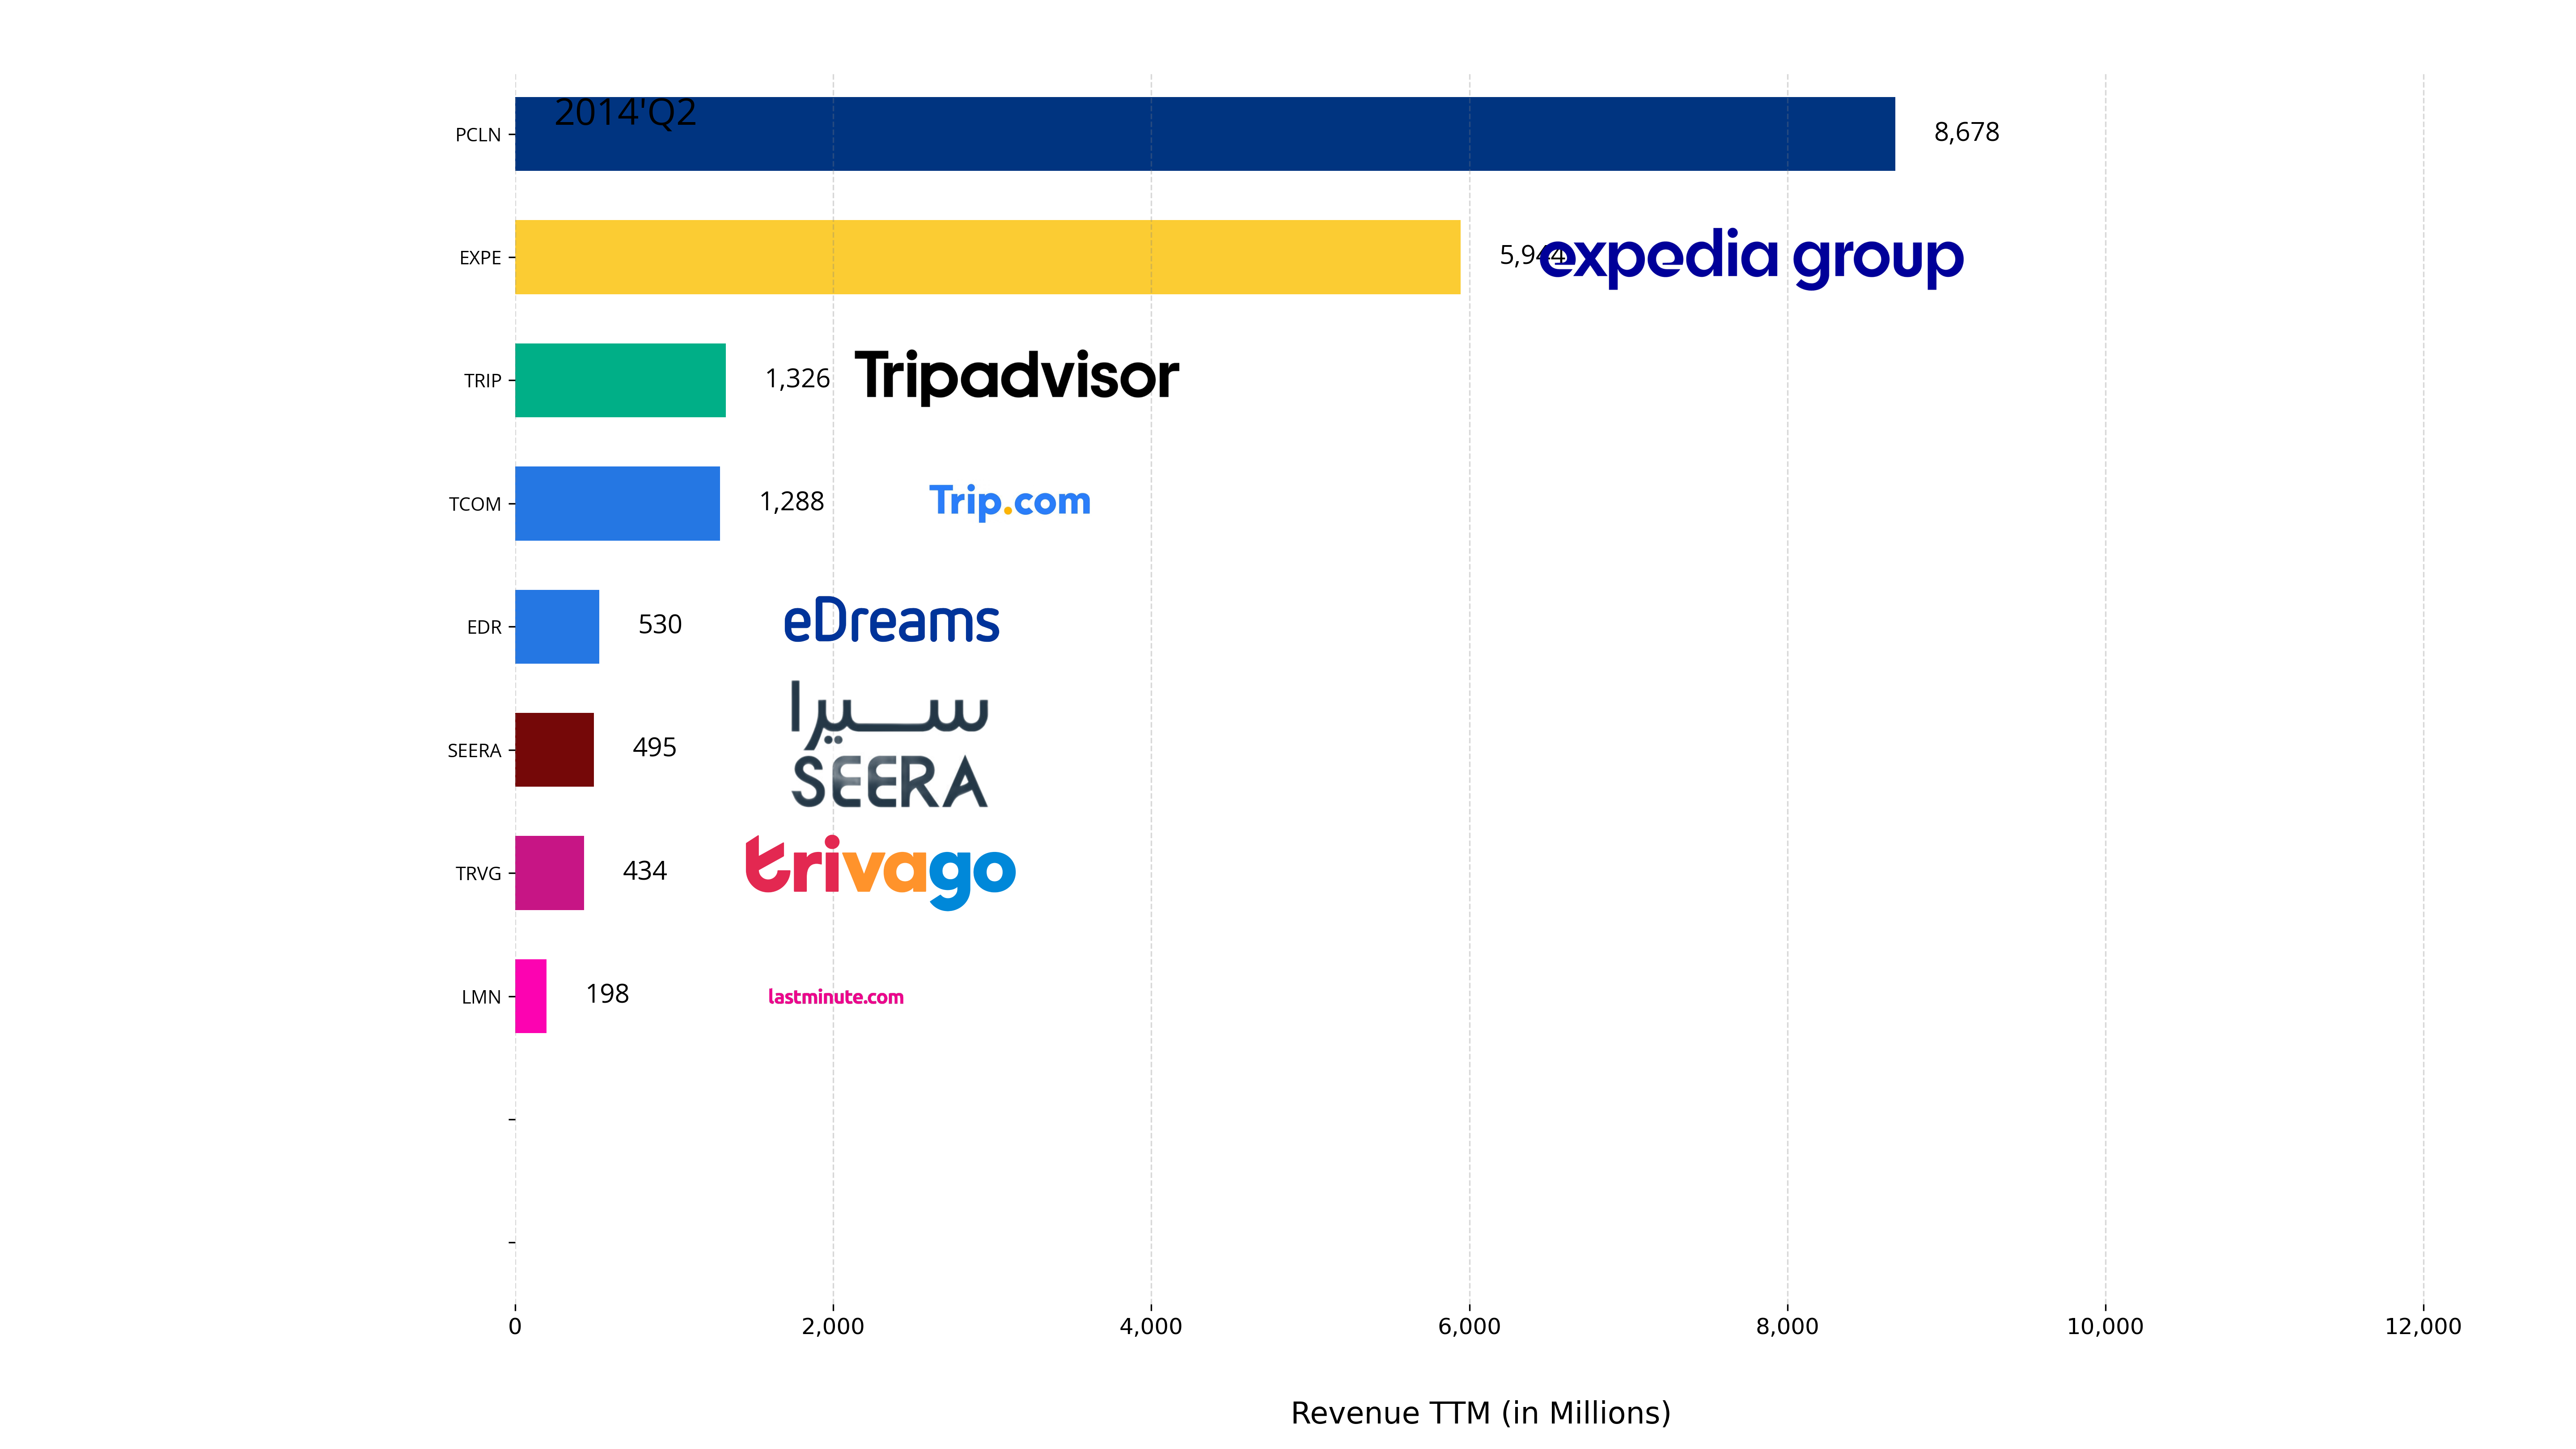 2014'Q2
PCLN 8,678
EXPE 5,944 expedia group
TRIP 1,326 Tripadvisor
TCOM 1,288 Trip.com
EDR 530 eDreams
سيرا
SEERA 495 SEERA
TRVG 434 trivago
LMN 198 lastminute.com
0 2,000 4,000 6,000 8,000 10,000 12,000
Revenue TTM (in Millions)